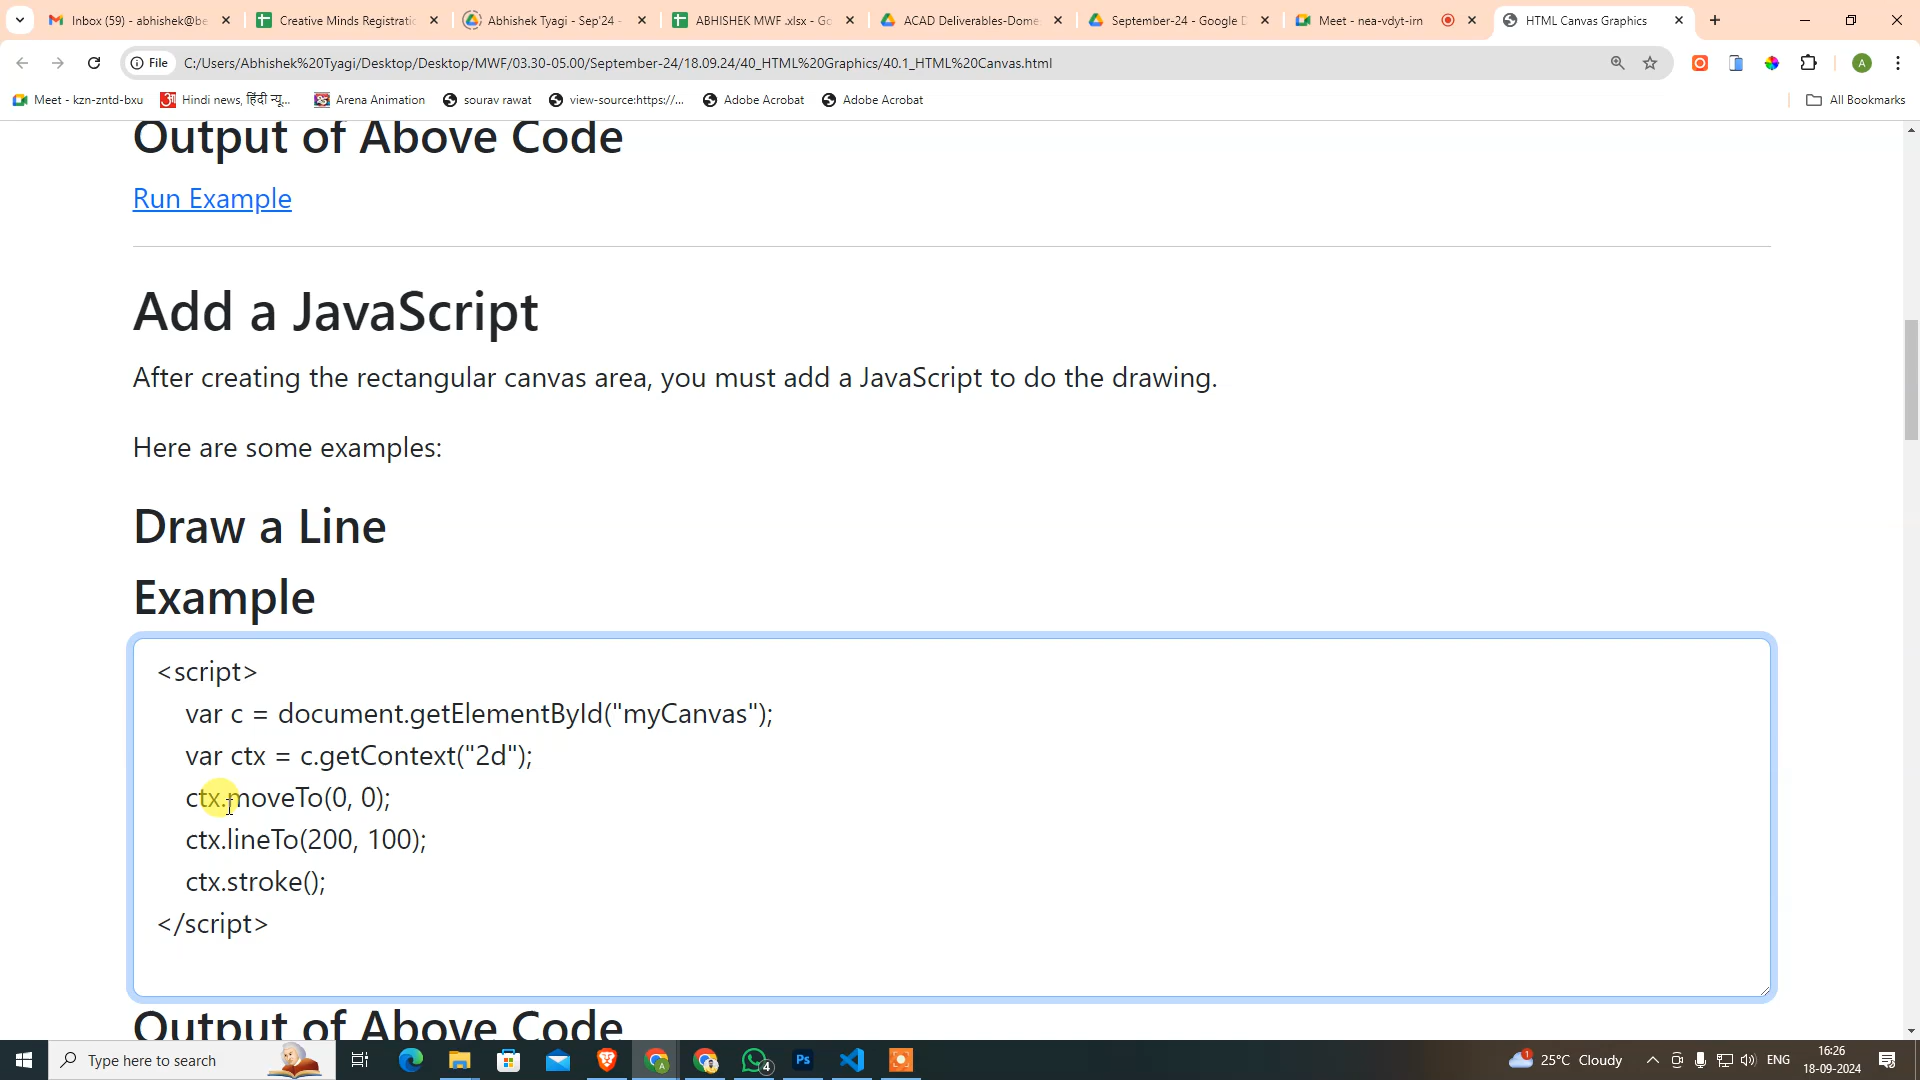 Inbox (59) - abhishek@be
Creative Minds Registratic
Abhishek Tyagi - Sep'24 -
ABHISHEK MWF .xlsx - Go
ACAD Deliverables-Dome
September-24 - Google D
Meet - nea-vdyt-irn
HTML Canvas Graphics
File
C:/Users/Abhishek%20Tyagi/Desktop/Desktop/MWF/03.30-05.00/September-24/18.09.24/40_HTML%20Graphics/40.1_HTML%20Canvas.html
A
Meet - kzn-zntd-bxu
Hindi news, हिंदी न्यू...
Arena Animation
sourav rawat
view-source:https://...
Adobe Acrobat
Adobe Acrobat
All Bookmarks
Output of Above Code
Run Example
Add a JavaScript
After creating the rectangular canvas area, you must add a JavaScript to do the drawing.
Here are some examples:
Draw a Line
Example
<script>
var c = document.getElementById("myCanvas");
var ctx = c.getContext("2d");
ctx.moveTo(0, 0);
ctx.lineTo(200, 100);
ctx.stroke();
</script>
Output of Above Code
Type here to search
A
4
Ps
1
25°C Cloudy
ENG
16:26
18-09-2024